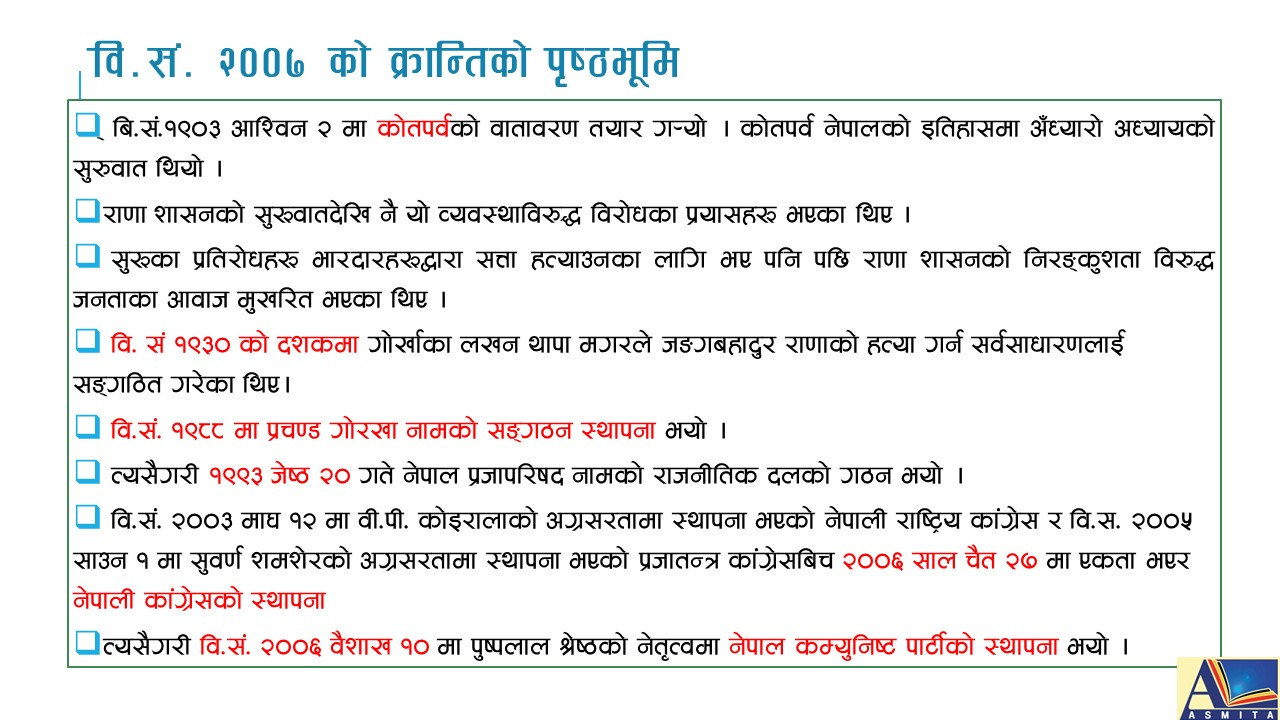 वि.सं. २००७ को क्रान्तिको पृष्ठभूमि
बि.सं.१९०३ आश्विन २ मा कोतपर्वको वातावरण तयार गऱ्यो । कोतपर्व नेपालको इतिहासमा अँध्यारो अध्यायको
सुरुवात थियो ।
राणा शासनको सुरुवातदेखि नै यो व्यवस्थाविरुद्ध विरोधका प्रयासहरू भएका थिए ।
सुरुका प्रतिरोधहरू भारदारहरूद्वारा सत्ता हत्याउनका लागि भए पनि पछि राणा शासनको निरङ्कुशता विरुद्ध
जनताका आवाज मुखरित भएका थिए ।
वि. सं १९३० को दशकमा गोर्खाका लखन थापा मगरले जङगबहादुर राणाको हत्या गर्न सर्वसाधारणलाई
सङ्गठित गरेका थिए।
वि.सं. १९८८ मा प्रचण्ड गोरखा नामको सङ्गठन स्थापना भयो ।
त्यसैगरी १९९३ जेष्ठ २० गते नेपाल प्रजापरिषद नामको राजनीतिक दलको गठन भयो ।
वि.सं. २००३ माघ १२ मा वी.पी. कोइरालाको अग्रसरतामा स्थापना भएको नेपाली राष्ट्रिय कांग्रेस र वि.स. २००५
साउन १ मा सुवर्ण शमशेरको अग्रसरतामा स्थापना भएको प्रजातन्त्र कांग्रेसबिच २००६ साल चैत २७ मा एकता भएर
नेपाली कांग्रेसको स्थापना
त्यसैगरी वि.सं. २००६ वैशाख १० मा पुष्पलाल श्रेष्ठको नेतृत्वमा नेपाल कम्युनिष्ट पार्टीको स्थापना भयो ।
ASMITA